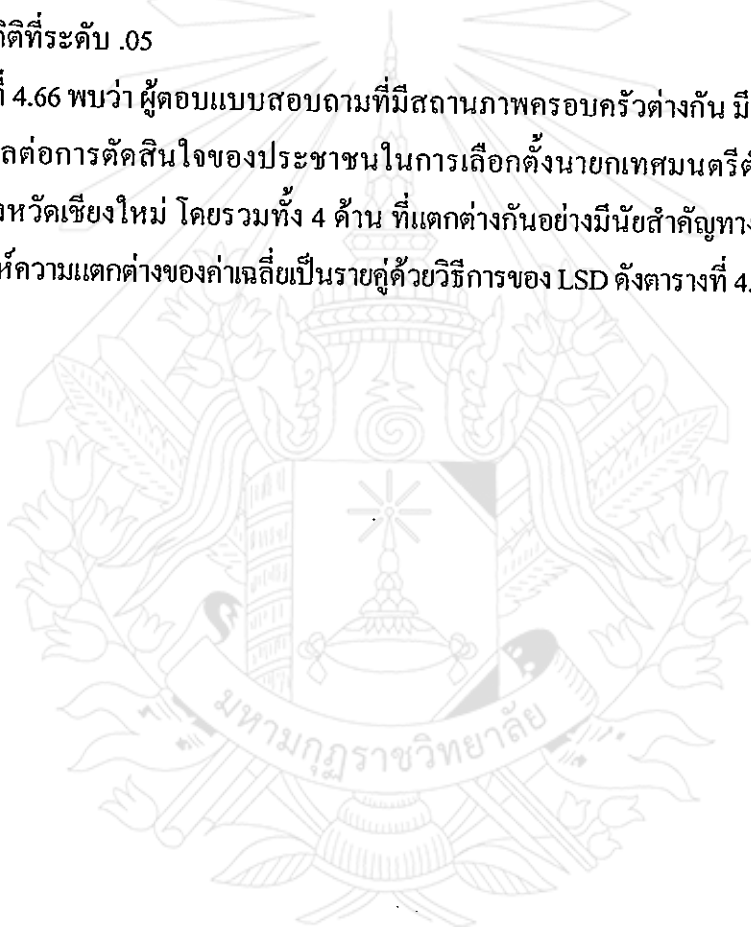 ที่ระดับ .05
ที่ 4.66 พบว่า ผู้ตอบแบบสอบถามที่มีสถานภาพครอบครัวต่างกัน มี
ลต่อการตัดสินใจของประชาชนในการเลือกตั้งนายกเทศมนตรี
งหวัดเชียงใหม่ โดยรวมทั้ง 4 ด้าน ที่แตกต่างกันอย่างมีนัยสำคัญทาง
ห์ความแตกต่างของค่าเฉลี่ยเป็นรายคู่ด้วยวิธีการของ LSD ดังตารางที่ 4.
มหามกุฏราชวิทยาลัย